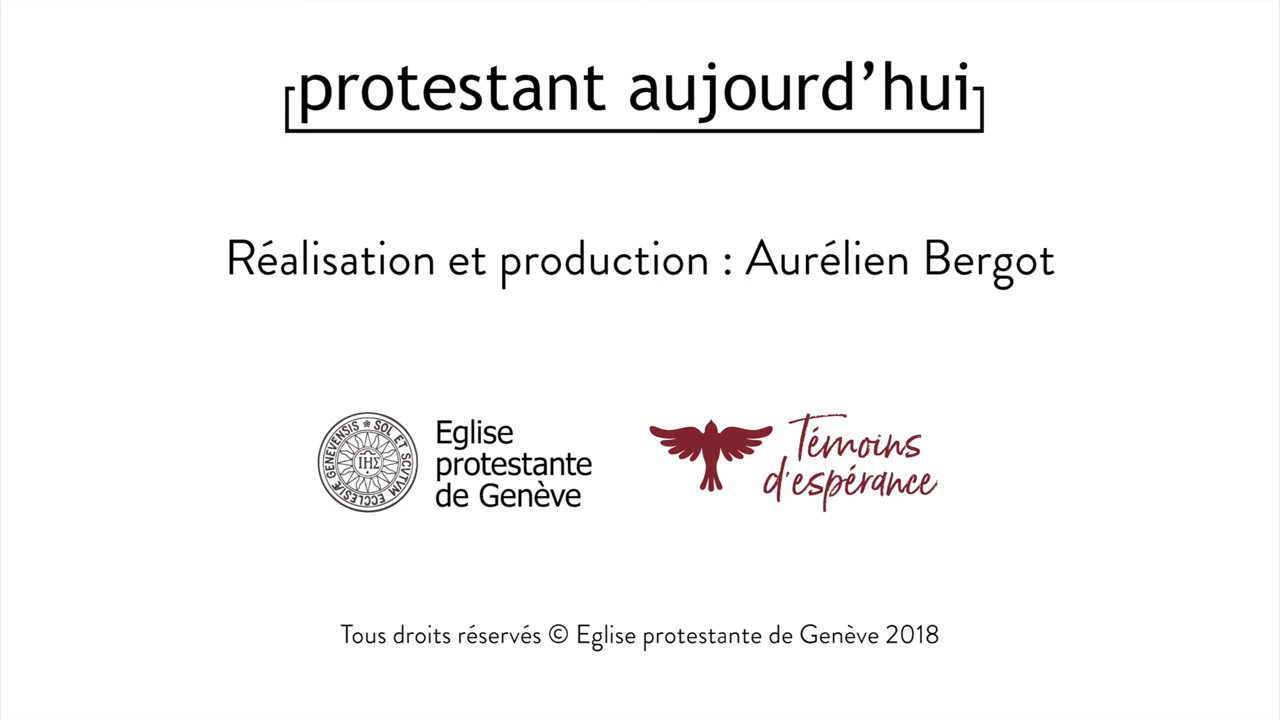 protestant aujourd’hui
Réalisation et production : Aurélien Bergot
GENEVENSIS ❀ SOL ET SCVTVM ECCLESIÆ
IHS
Eglise
protestante
de Genève
Témoins
d'espérance
Tous droits réservés © Eglise protestante de Genève 2018